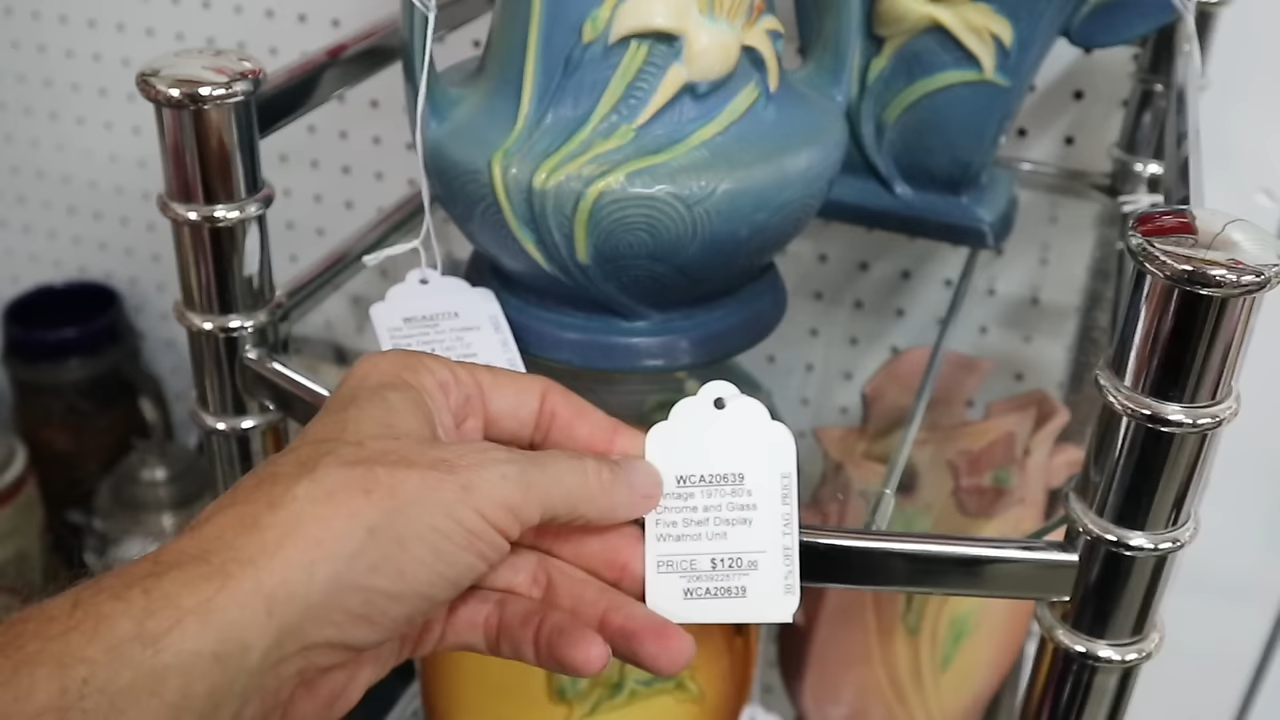 WCA27774
WCA20639
intage 1970-80's
Chrome and Glass
Five Shelf Display
Whatnot Unit
PRICE: $120.00
**2063922577**
WCA20639
30 % OFF TAG PRICE